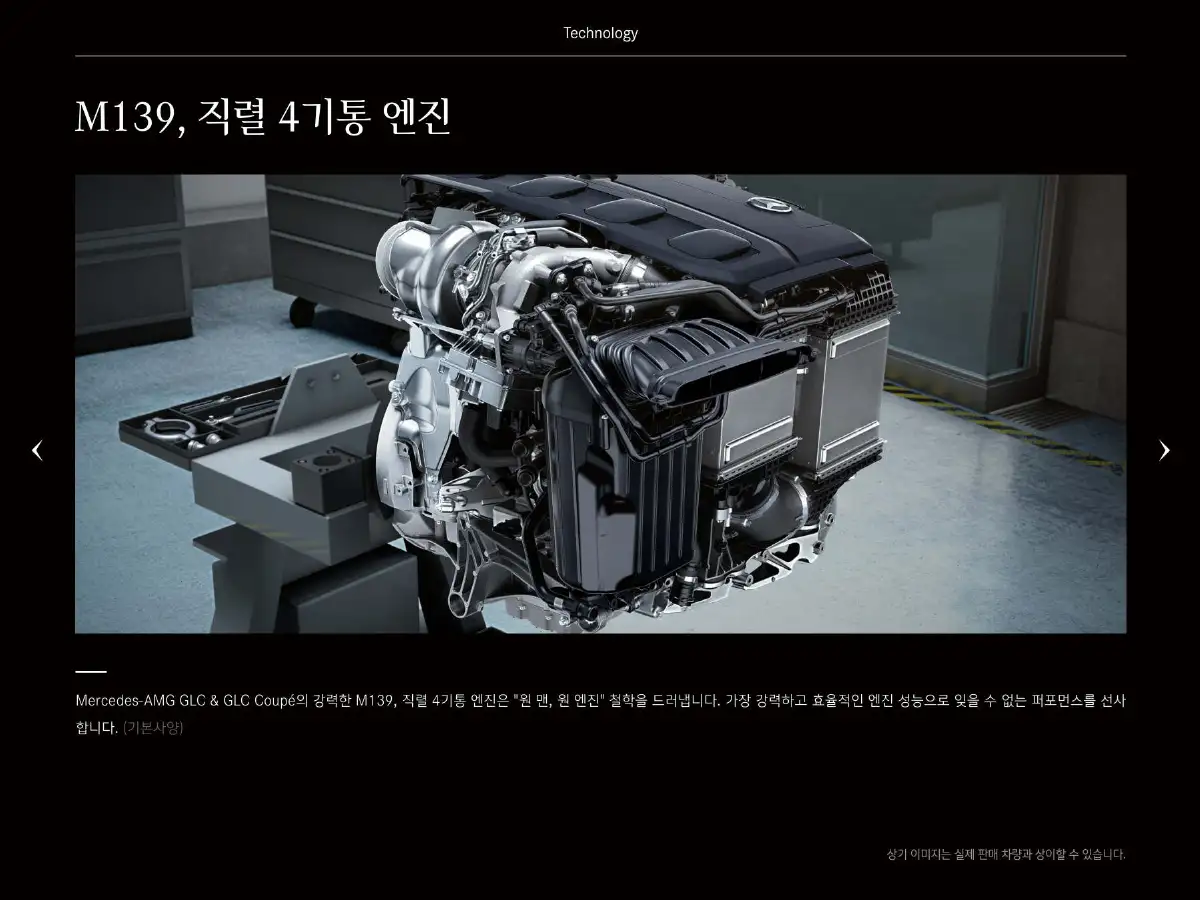 Technology
M139, 직렬 4기통 엔진
Mercedes-AMG GLC & GLC Coupé의 강력한 M139, 직렬 4기통 엔진은 "원 맨, 원 엔진" 철학을 드러냅니다. 가장 강력하고 효율적인 엔진 성능으로 잊을 수 없는 퍼포먼스를 선사
합니다. (기본사양)
상기 이미지는 실제 판매 차량과 상이할 수 있습니다.